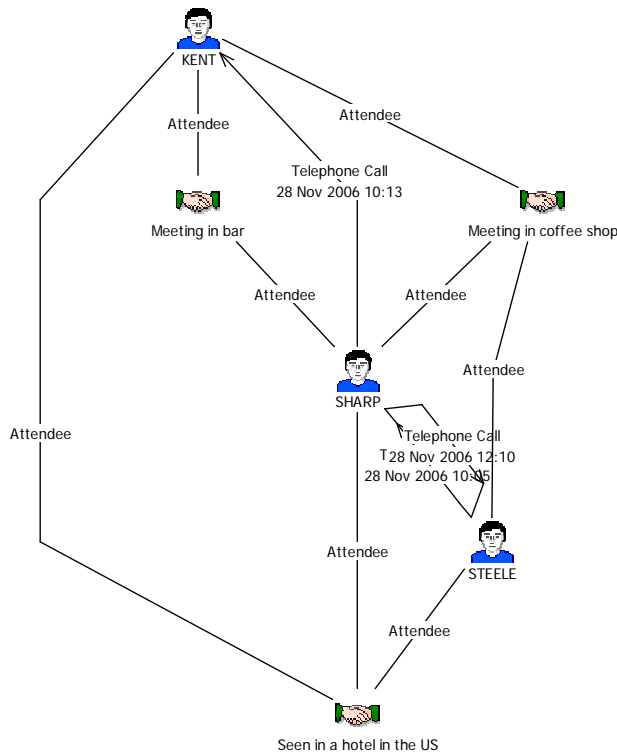 KENT
Attendee
Attendee
Telephone Call
28 Nov 2006 10:13
Meeting in bar
Meeting in coffee shop
Attendee
Attendee
Attendee
SHARP
Telephone Call
T
28 Nov 2006 12:10
28 Nov 2006 10:05
Attendee
Attendee
STEELE
Attendee
Seen in a hotel in the US